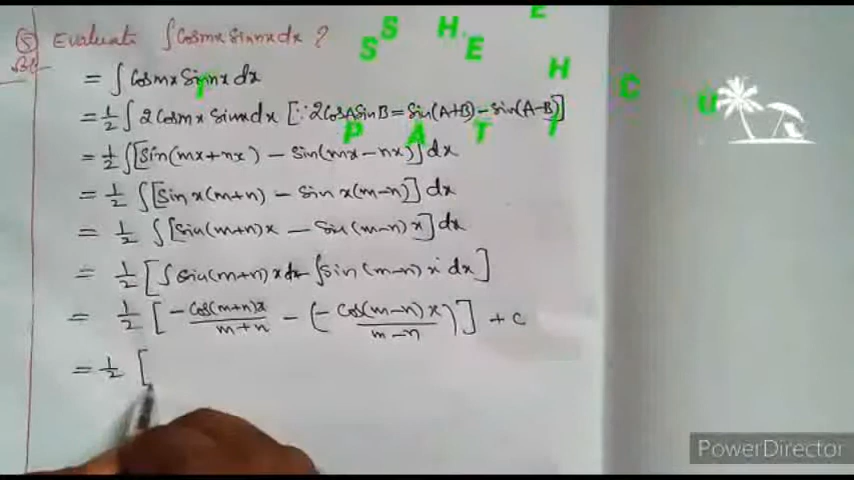 (5) Evaluate ∫ Cosmx Sinnx dx ?
Sol:
= ∫ Cosmx Sinnx dx
= 1/2 ∫ 2 Cosmx Sinnx dx [∵ 2CosA SinB = Sin(A+B) - Sin(A-B)]
= 1/2 ∫ [Sin(mx+nx) - Sin(mx-nx)] dx
= 1/2 ∫ [Sin x(m+n) - Sin x(m-n)] dx
= 1/2 ∫ [Sin(m+n)x - Sin(m-n)x] dx
= 1/2 [∫ Sin(m+n)x dx - ∫ Sin(m-n)x dx]
= 1/2 [-Cos(m+n)x / m+n - (-Cos(m-n)x / m-n)] + C
= 1/2 [
S S H E E
H C U
P A T I
PowerDirector